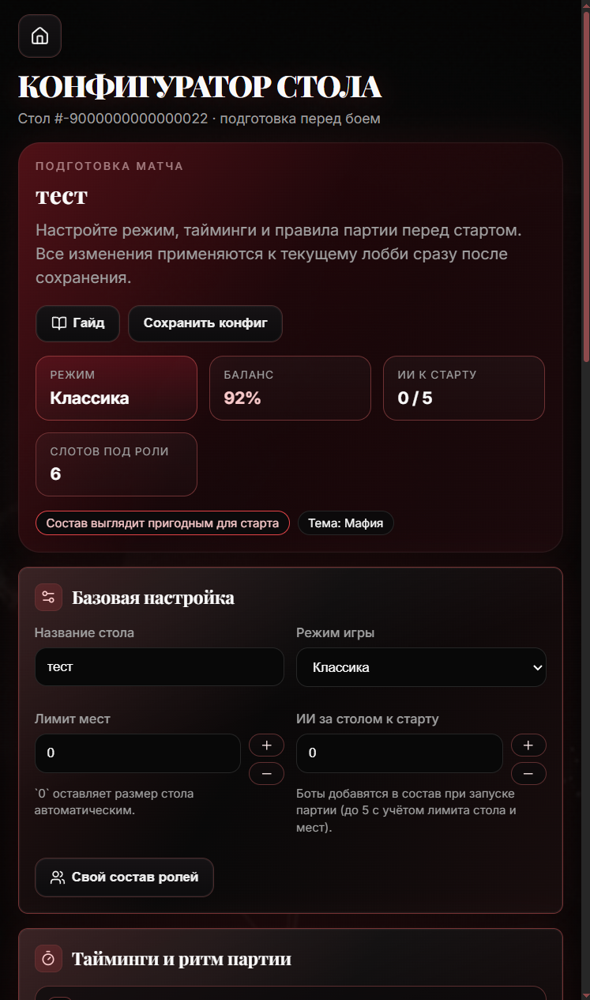 КОНФИГУРАТОР СТОЛА
Стол #-9000000000000022 · подготовка перед боем
ПОДГОТОВКА МАТЧА
тест
Настройте режим, тайминги и правила партии перед стартом.
Все изменения применяются к текущему лобби сразу после
сохранения.
Гайд
Сохранить конфиг
РЕЖИМ
Классика
БАЛАНС
92%
ИИ К СТАРТУ
0 / 5
СЛОТОВ ПОД РОЛИ
6
Состав выглядит пригодным для старта
Тема: Мафия
Базовая настройка
Название стола
тест
Режим игры
Классика
Лимит мест
0
+
−
`0` оставляет размер стола
автоматическим.
ИИ за столом к старту
0
+
−
Боты добавятся в состав при запуске
партии (до 5 с учётом лимита стола и
мест).
Свой состав ролей
Тайминги и ритм партии